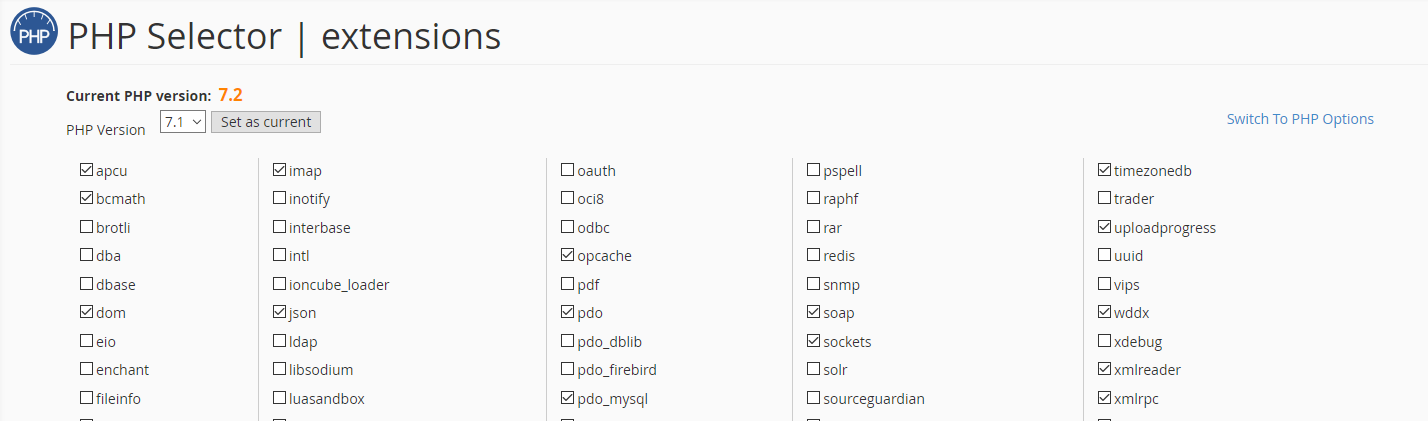 PHP
PHP Selector | extensions
Current PHP version: 7.2
PHP Version 7.1 Set as current
Switch To PHP Options
apcu imap oauth pspell timezonedb
bcmath inotify oci8 raphf trader
brotli interbase odbc rar uploadprogress
dba intl opcache redis uuid
dbase ioncube_loader pdf snmp vips
dom json pdo soap wddx
eio ldap pdo_dblib sockets xdebug
enchant libsodium pdo_firebird solr xmlreader
fileinfo luasandbox pdo_mysql sourceguardian xmlrpc